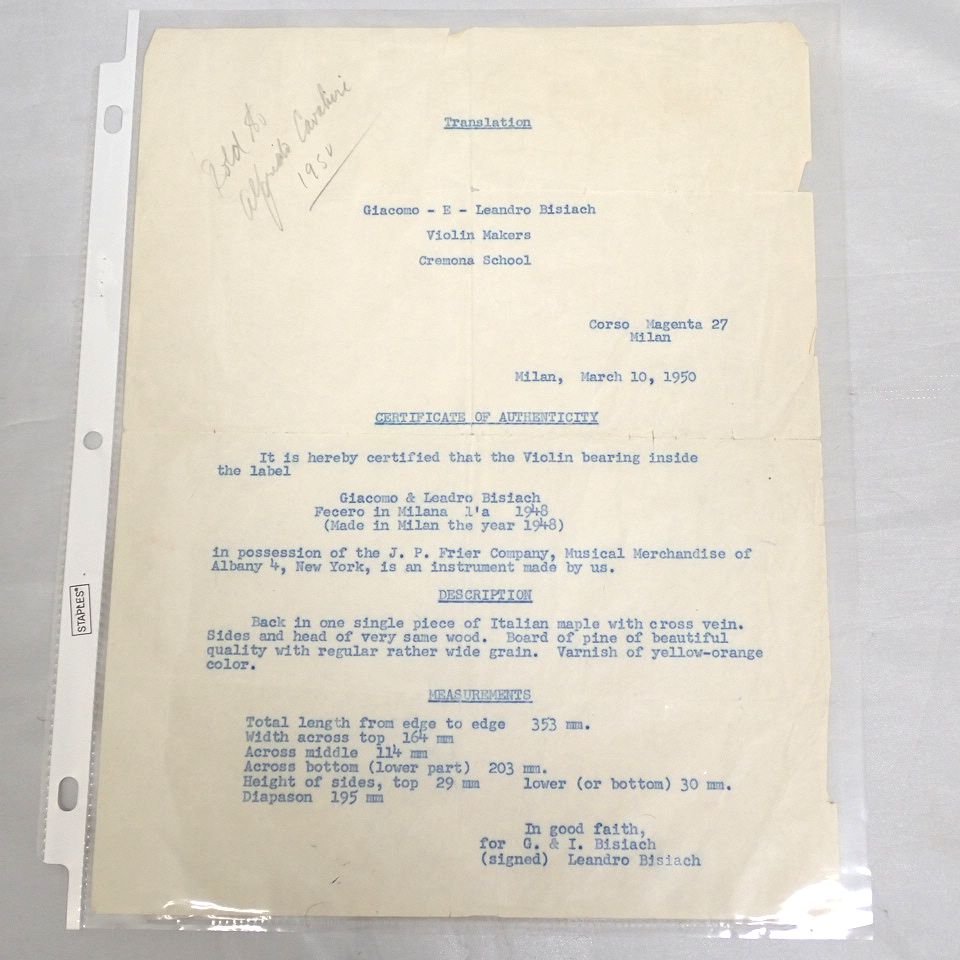 Sold to
Alfredo Cavalieri
Translation
Giacomo - E - Leandro Bisiach
Violin Makers
Cremona School
Corso Magenta 27
Milan
Milan, March 10, 1950
CERTIFICATE OF AUTHENTICITY
It is hereby certified that the Violin bearing inside
the label
Giacomo & Leadro Bisiach
Fecero in Milana l'a 1948
(Made in Milan the year 1948)
in possession of the J. P. Frier Company, Musical Merchandise of
Albany 4, New York, is an instrument made by us.
DESCRIPTION
Back in one single piece of Italian maple with cross vein.
Sides and head of very same wood. Board of pine of beautiful
quality with regular rather wide grain. Varnish of yellow-orange
color.
MEASUREMENTS
Total length from edge to edge 353 mm.
Width across top 164 mm
Across middle 114 mm
Across bottom (lower part) 203 mm.
Height of sides, top 29 mm lower (or bottom) 30 mm.
Diapason 195 mm
In good faith,
for G. & I. Bisiach
(signed) Leandro Bisiach
STAPLES